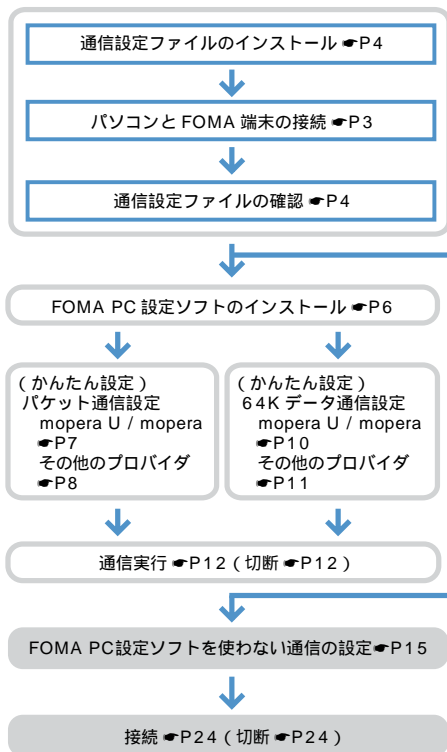 通信設定ファイルのインストール ☛P4
パソコンと FOMA 端末の接続 ☛P3
通信設定ファイルの確認 ☛P4
FOMA PC 設定ソフトのインストール ☛P6
(かんたん設定)
パケット通信設定
mopera U / mopera
☛P7
その他のプロバイダ
☛P8
(かんたん設定)
64K データ通信設定
mopera U / mopera
☛P10
その他のプロバイダ
☛P11
通信実行 ☛P12(切断 ☛P12)
FOMA PC設定ソフトを使わない通信の設定☛P15
接続 ☛P24(切断 ☛P24)